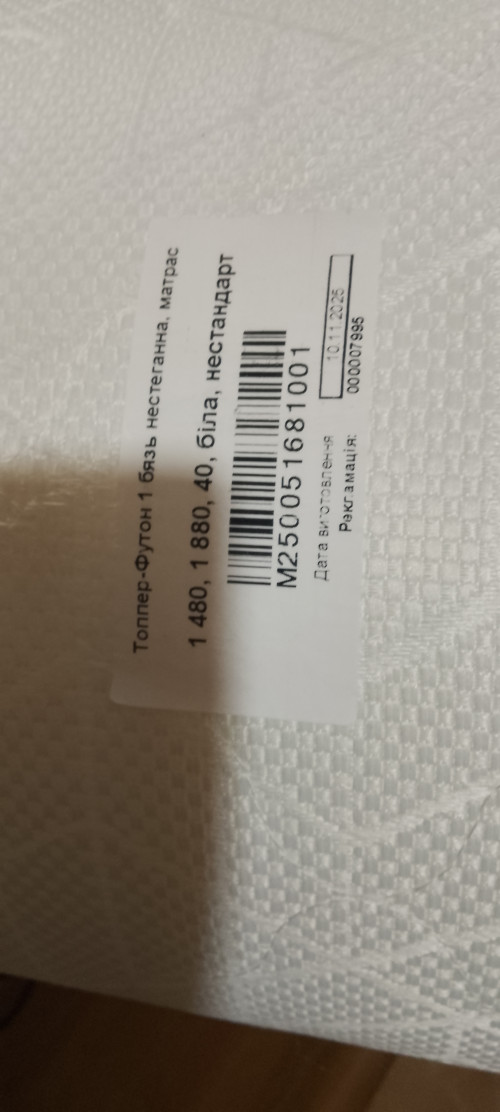 Топпер-Футон 1 бязь нестеганна, матрас
1 480, 1 880, 40, біла, нестандарт
M250051681001
Дата виготовлення 10.11.2025
Рекламація: 000007995